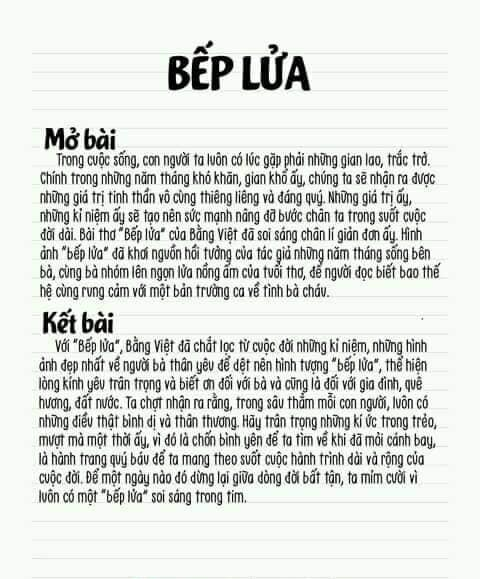 BẾP LỬA
Mở bài
Trong cuộc sống, con người ta luôn có lúc gặp phải những gian lao, trắc trở.
Chính trong những năm tháng khó khăn, gian khổ ấy, chúng ta sẽ nhận ra được
những giá trị tinh thần vô cùng thiêng liêng và đáng quý. Những giá trị ấy,
những kỉ niệm ấy sẽ tạo nên sức mạnh nâng đỡ bước chân ta trong suốt cuộc
đời dài. Bài thơ "Bếp lửa" của Bằng Việt đã soi sáng chân lí giản đơn ấy. Hình
ảnh "bếp lửa" đã khơi nguồn hồi tưởng của tác giả những năm tháng sống bên
bà, cùng bà nhóm lên ngọn lửa nồng ấm của tuổi thơ, để người đọc biết bao thế
hệ cùng rung cảm với một bản trường ca về tình bà cháu.
Kết bài
Với "Bếp lửa", Bằng Việt đã chắt lọc từ cuộc đời những kỉ niệm, những hình
ảnh đẹp nhất về người bà thân yêu để dệt nên hình tượng "bếp lửa", thể hiện
lòng kính yêu trân trọng và biết ơn đối với bà và cũng là đối với gia đình, quê
hương, đất nước. Ta chợt nhận ra rằng, trong sâu thẳm mỗi con người, luôn có
những điều thật bình dị và thân thương. Hãy trân trọng những kí ức trong trẻo,
mượt mà một thời ấy, vì đó là chốn bình yên để ta tìm về khi đã mỏi cánh bay,
là hành trang quý báu để ta mang theo suốt cuộc hành trình dài và rộng của
cuộc đời. Để một ngày nào đó dừng lại giữa dòng đời bất tận, ta mỉm cười vì
luôn có một "bếp lửa" soi sáng trong tim.